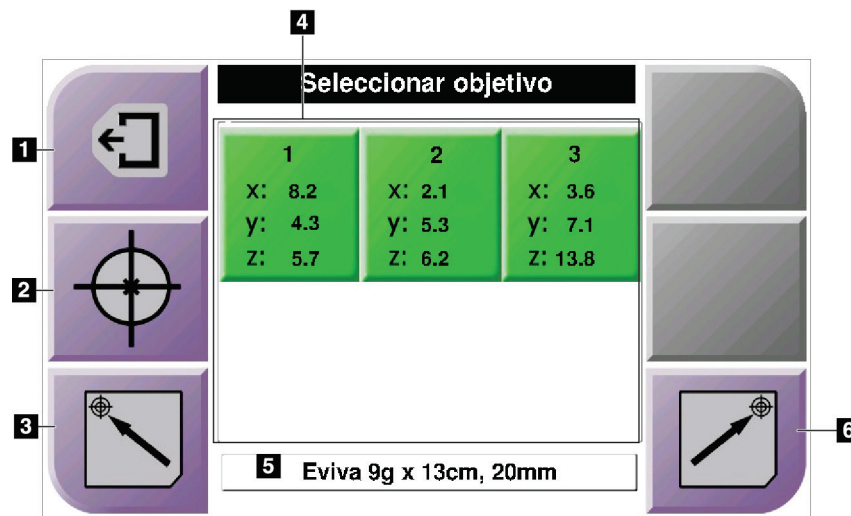 4
Seleccionar objetivo
1
1 2 3
x: 8.2 x: 2.1 x: 3.6
y: 4.3 y: 5.3 y: 7.1
z: 5.7 z: 6.2 z: 13.8
2
3
6
5 Eviva 9g x 13cm, 20mm